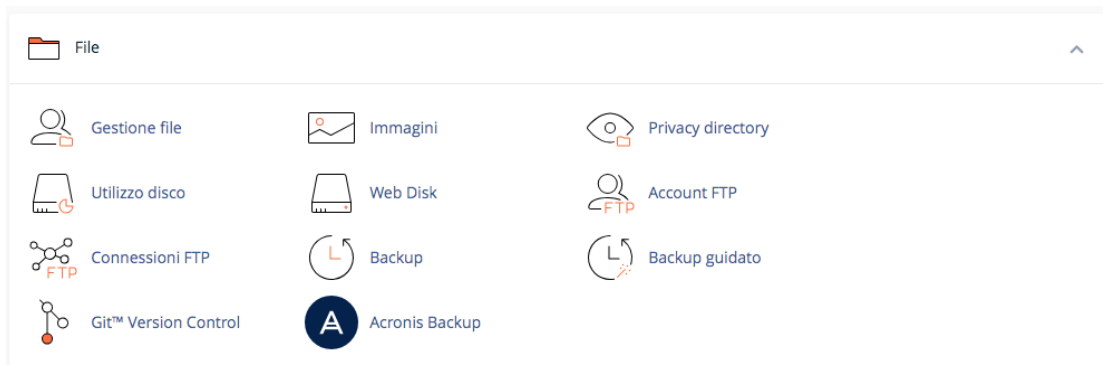 File
Gestione file
Immagini
Privacy directory
Utilizzo disco
Web Disk
FTP
Account FTP
FTP
Connessioni FTP
Backup
Backup guidato
Git™ Version Control
Acronis Backup